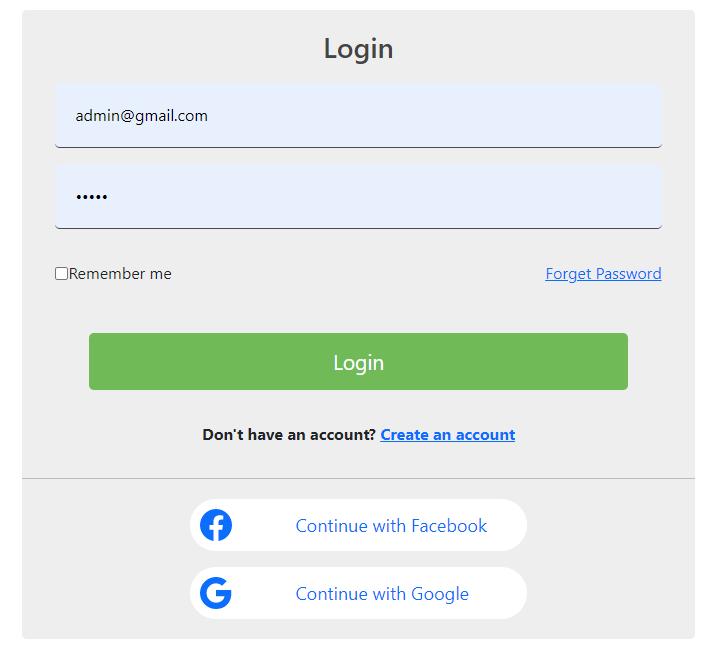 Login
admin@gmail.com
•••••
Remember me
Forget Password
Login
Don't have an account? Create an account
Continue with Facebook
Continue with Google